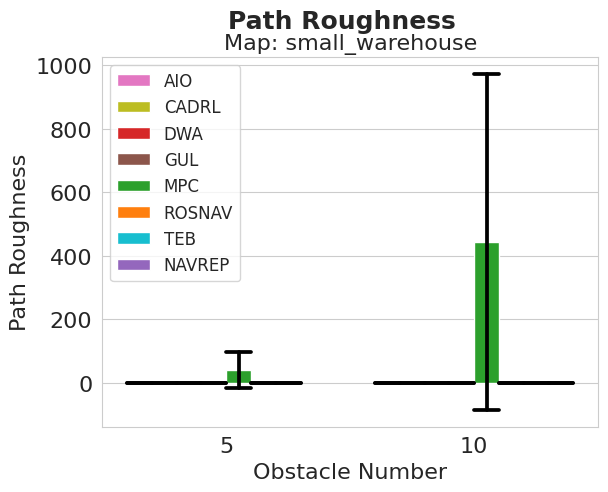 Path Roughness
Map: small_warehouse
1000
800
600
400
200
0
Path Roughness
AIO
CADRL
DWA
GUL
MPC
ROSNAV
TEB
NAVREP
5
10
Obstacle Number